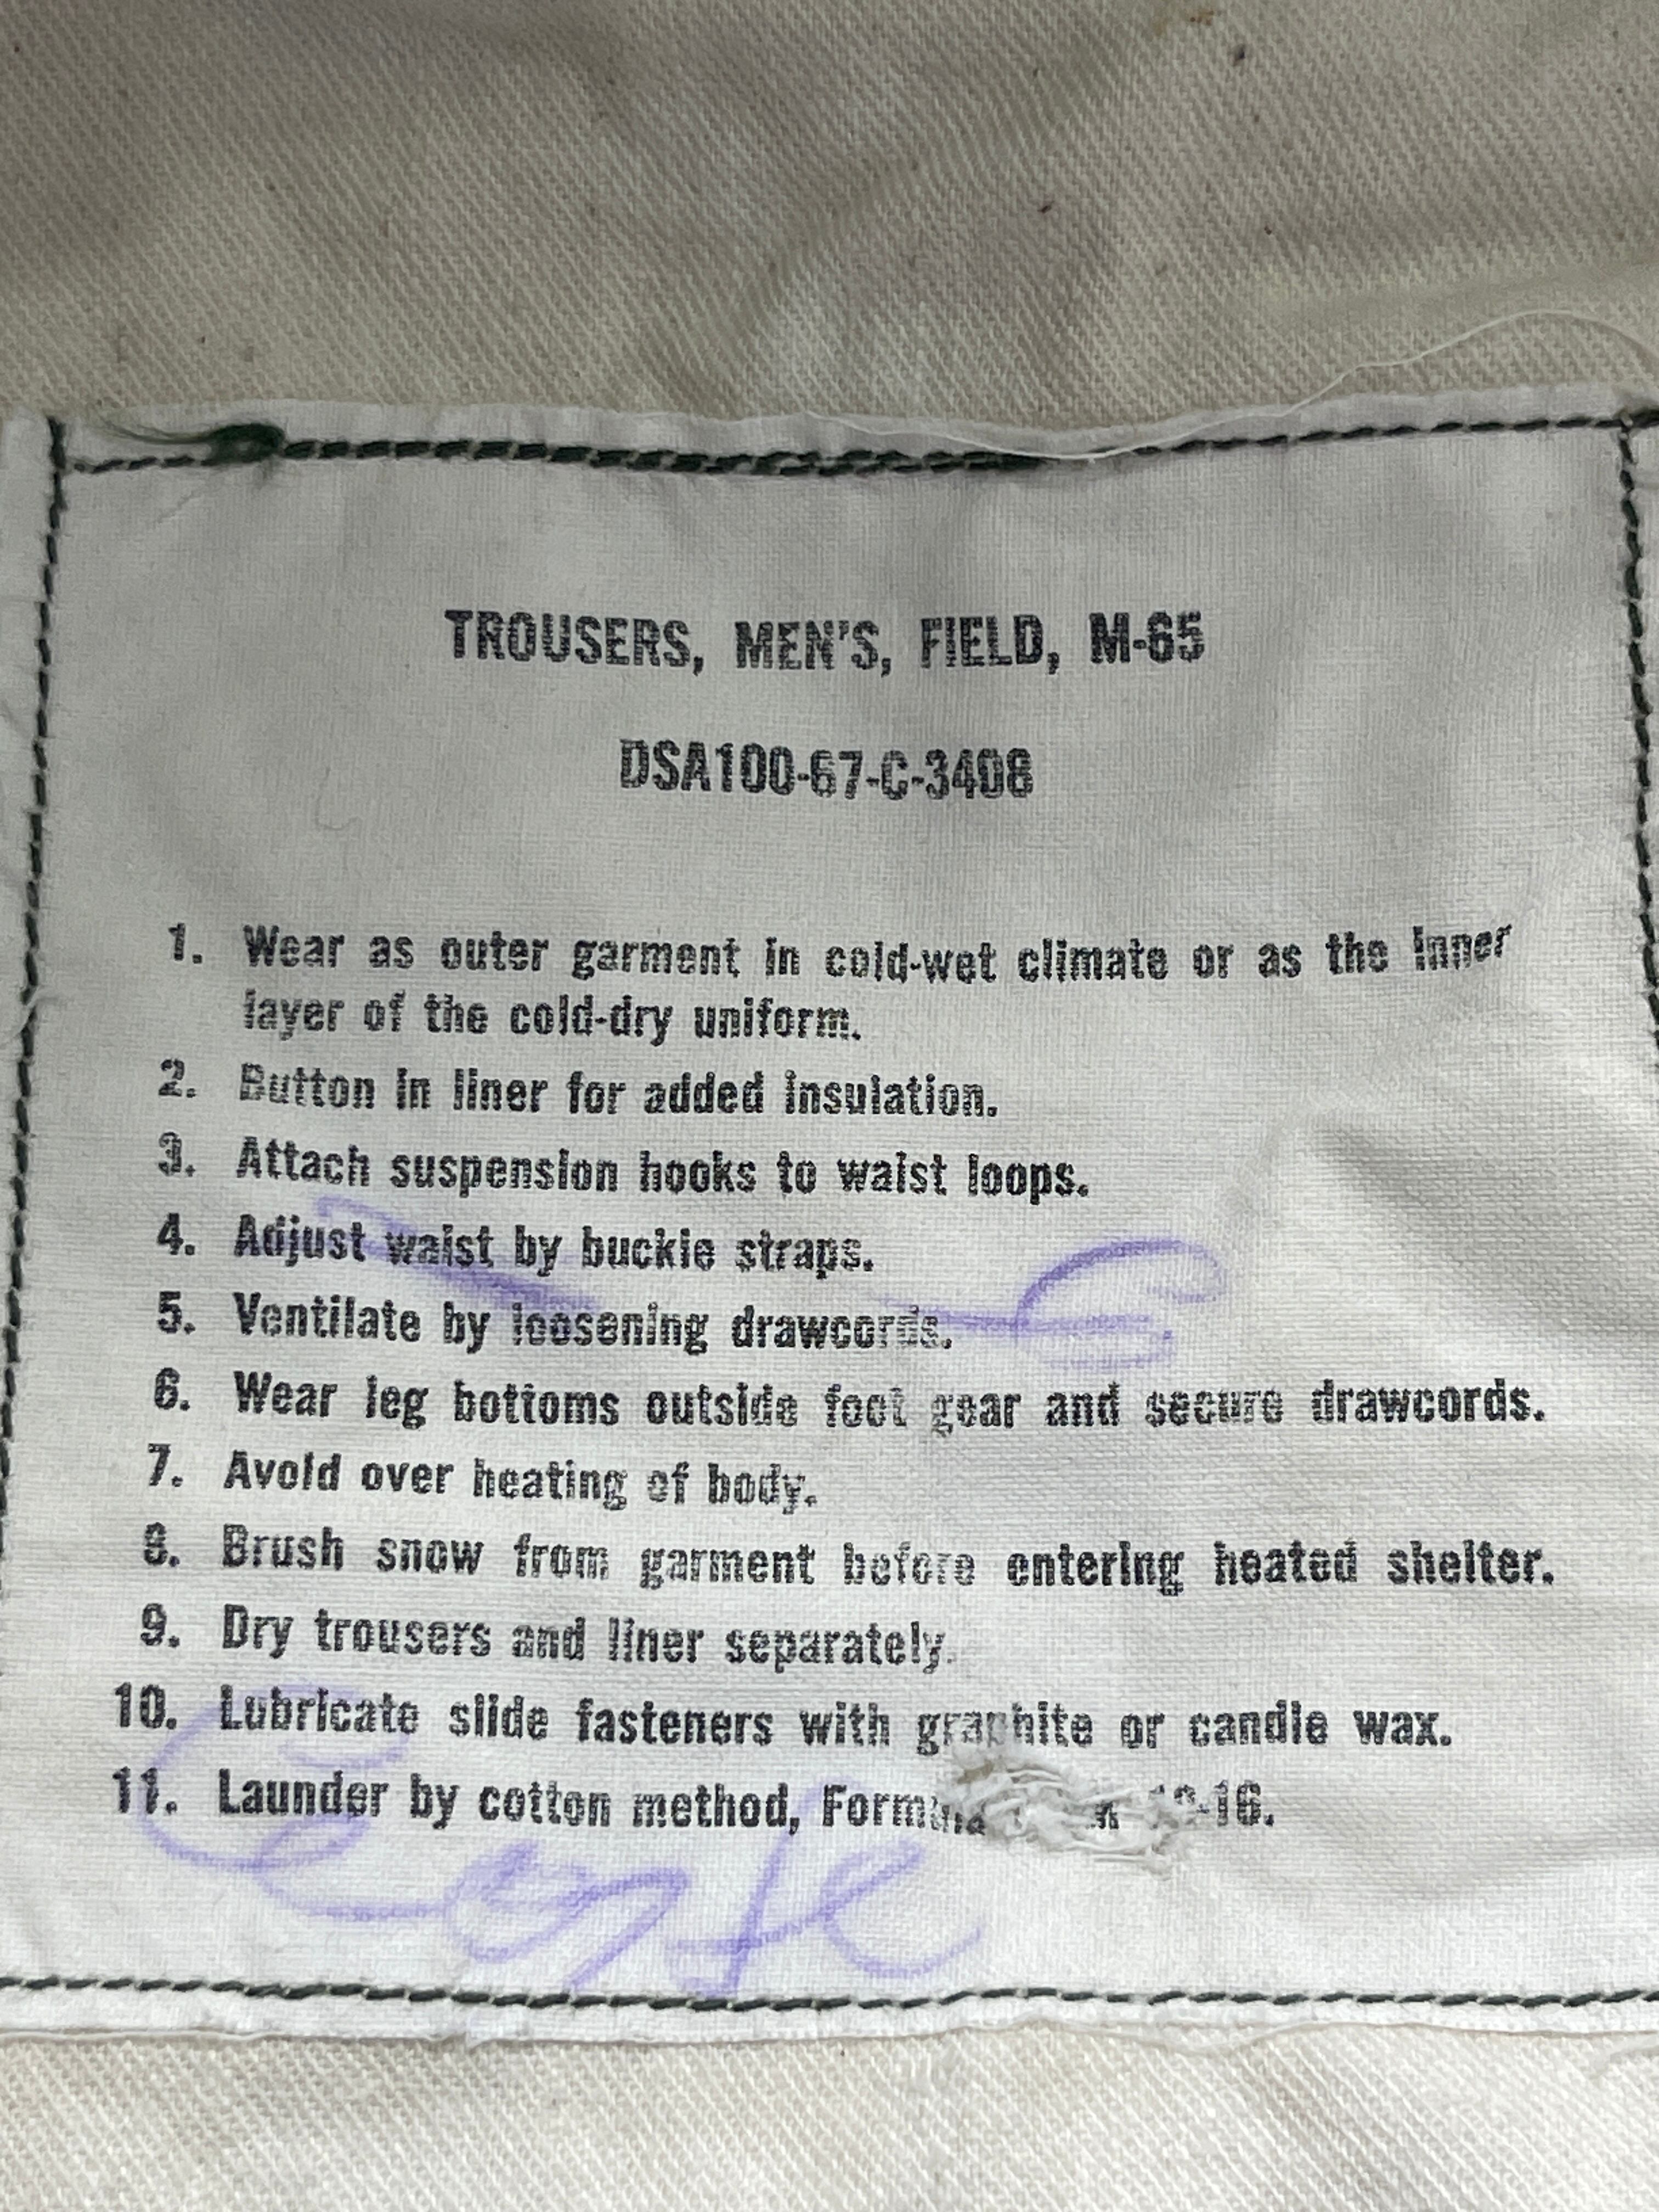 TROUSERS, MEN'S, FIELD, M-65
DSA100-67-C-3408
1. Wear as outer garment in cold-wet climate or as the inner
layer of the cold-dry uniform.
2. Button in liner for added insulation.
3. Attach suspension hooks to waist loops.
4. Adjust waist by buckle straps.
5. Ventilate by loosening drawcords.
6. Wear leg bottoms outside foot gear and secure drawcords.
7. Avoid over heating of body.
8. Brush snow from garment before entering heated shelter.
9. Dry trousers and liner separately.
10. Lubricate slide fasteners with graphite or candle wax.
11. Launder by cotton method, Formula